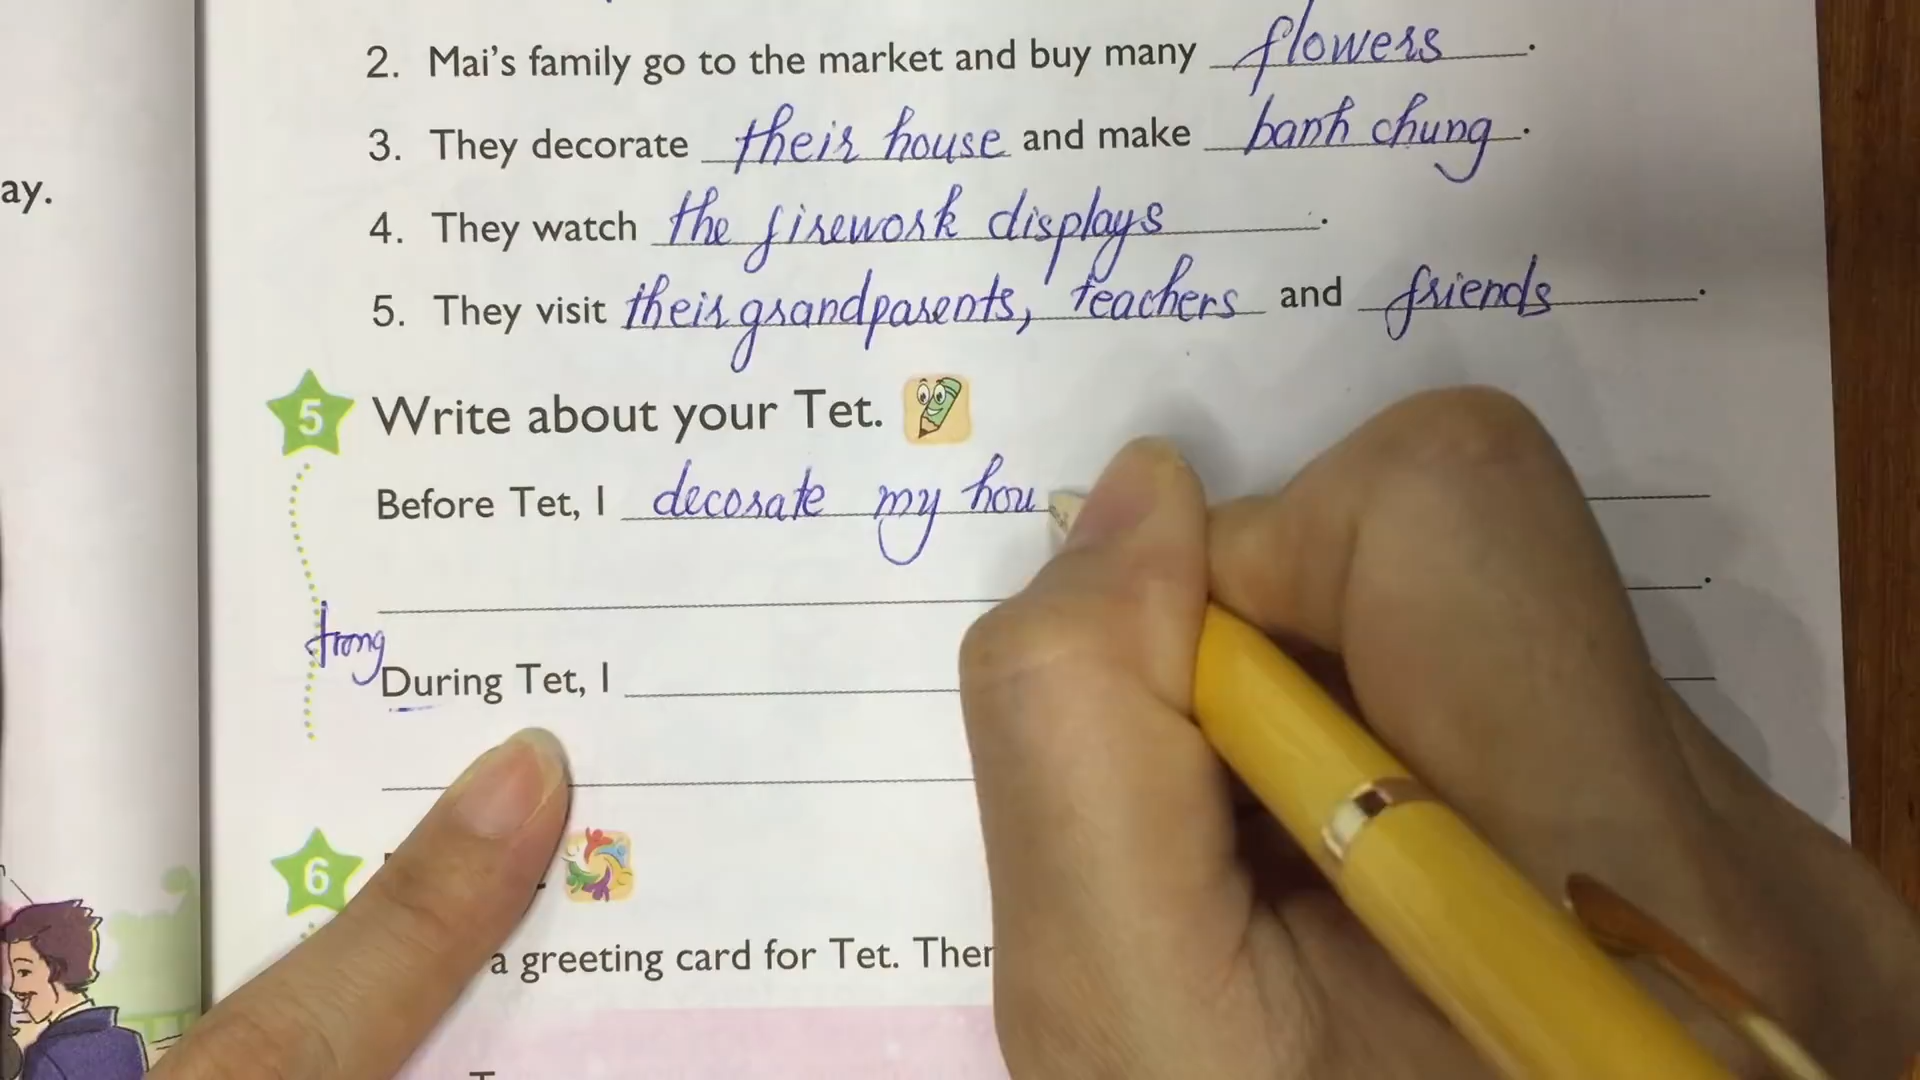 2. Mai's family go to the market and buy many flowers.
ay.
3. They decorate their house and make banh chung.
4. They watch the firework displays.
5. They visit their grandparents, teachers and friends.
5 Write about your Tet.
Before Tet, I decorate my hou
trong
During Tet, I
6
a greeting card for Tet. Then